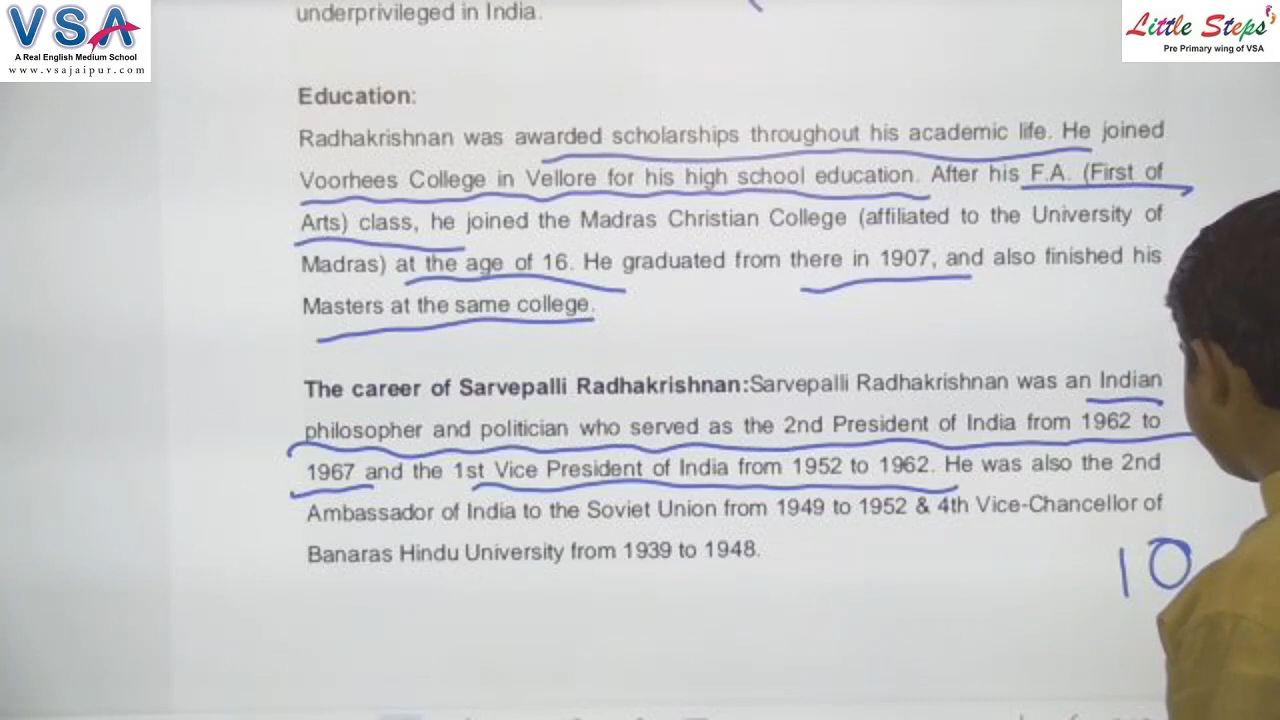 VSA
A Real English Medium School
www.vsajaipur.com
Little Steps
Pre Primary wing of VSA
underprivileged in India.
Education:
Radhakrishnan was awarded scholarships throughout his academic life. He joined
Voorhees College in Vellore for his high school education. After his F.A. (First of
Arts) class, he joined the Madras Christian College (affiliated to the University of
Madras) at the age of 16. He graduated from there in 1907, and also finished his
Masters at the same college.
The career of Sarvepalli Radhakrishnan:Sarvepalli Radhakrishnan was an Indian
philosopher and politician who served as the 2nd President of India from 1962 to
1967 and the 1st Vice President of India from 1952 to 1962. He was also the 2nd
Ambassador of India to the Soviet Union from 1949 to 1952 & 4th Vice-Chancellor of
Banaras Hindu University from 1939 to 1948.
10